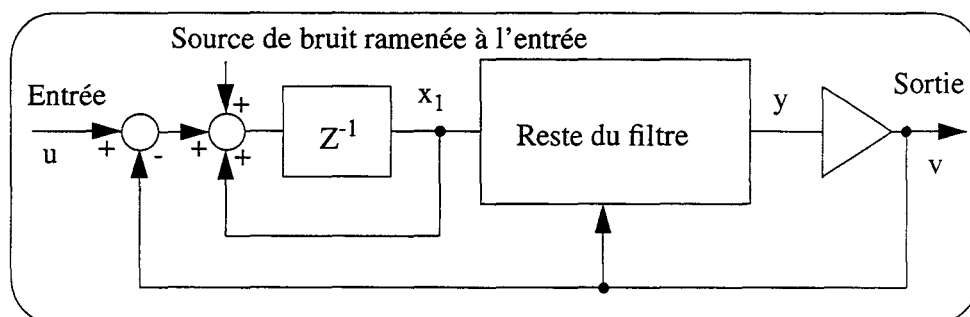 Source de bruit ramenée à l'entrée
Entrée
u
+
-
+
+
+
Z⁻¹
x₁
Reste du filtre
y
Sortie
v